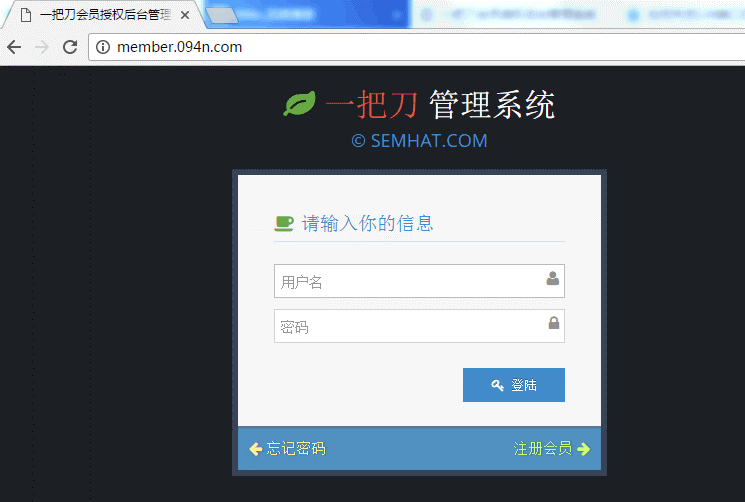 一把刀会员授权后台管理
member.094n.com
一把刀 管理系统
© SEMHAT.COM
请输入你的信息
用户名
密码
登陆
忘记密码 注册会员